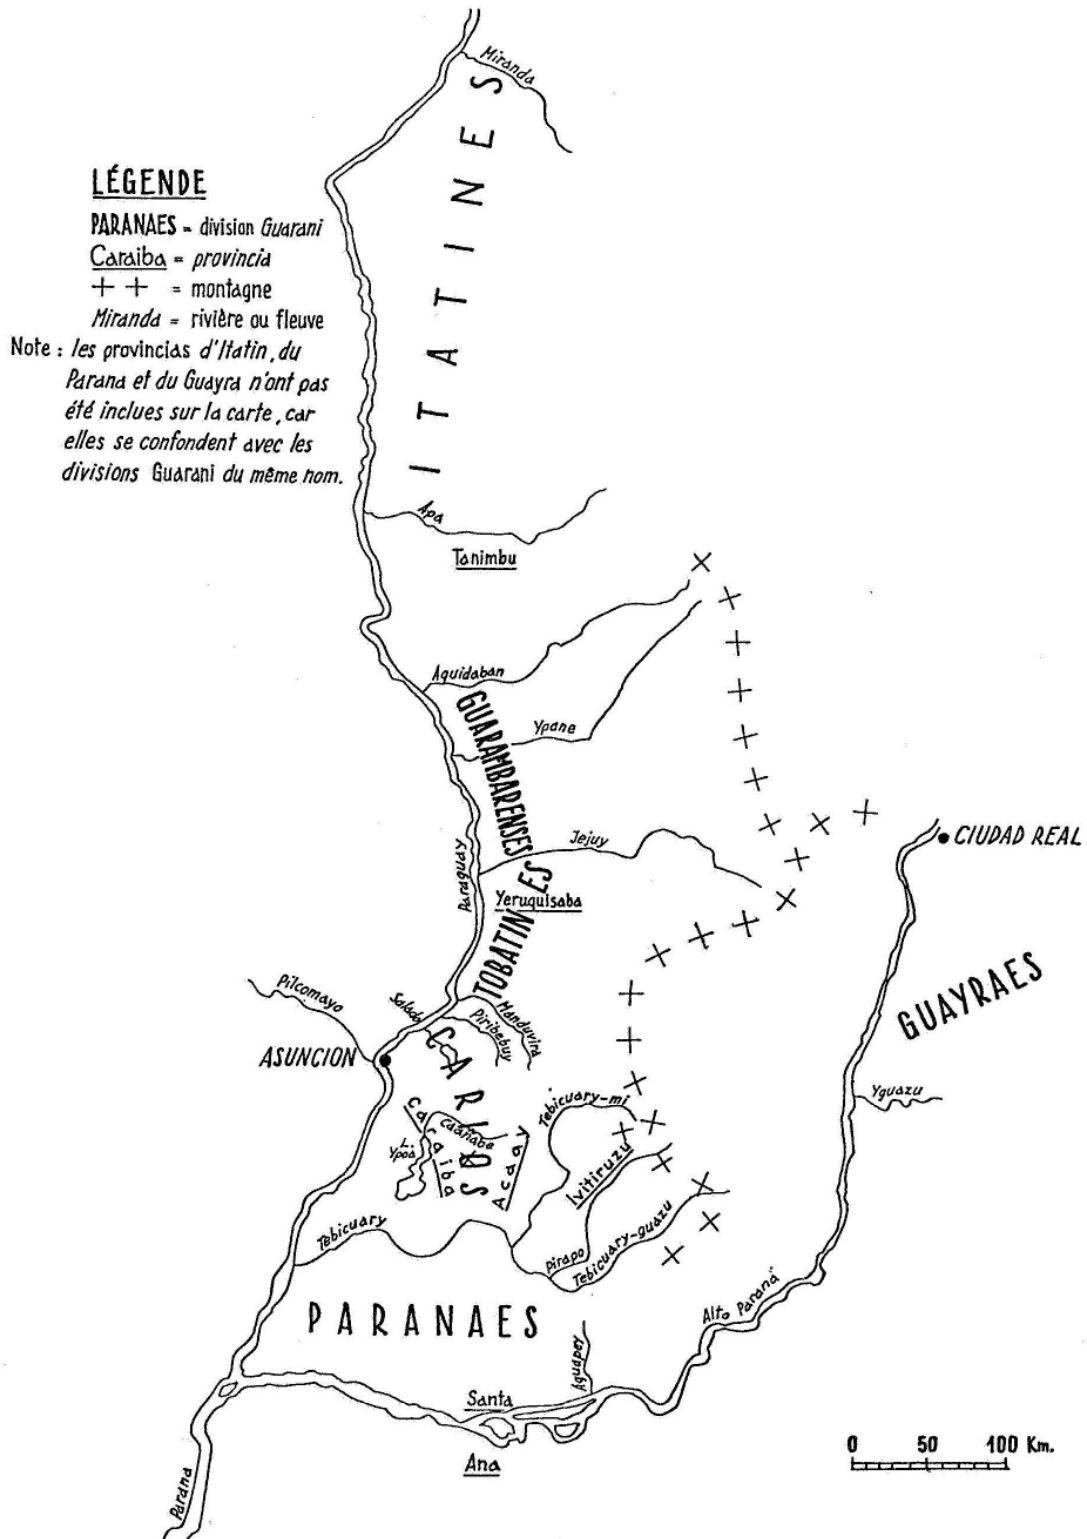 Miranda
ITATINES
LÉGENDE
PARANAES = division Guarani
Caraiba = provincia
++ = montagne
Miranda = rivière ou fleuve
Note : les provincias d'Itatin, du
Parana et du Guayra n'ont pas
été inclues sur la carte, car
elles se confondent avec les
divisions Guarani du même nom.
Apa
Tanimbu
Aquidaban
GUARAMBARENSES
Ypane
Jejuy
CIUDAD REAL
Paraguay
Yeruquisaba
TOBATINES
GUAYRAES
Pilcomayo
Salado
Piribebuy
Manduvira
ASUNCION
CARIOS
Yguazu
Tebicuary-mi
Caraiba
Caañabe
L.
Ypoa
Acaay
Ivitiruzu
Tebicuary
Pirapo
Tebicuary-guazu
PARANAES
Alto Paraná
Aguapey
Santa
Ana
Parana
0 50 100 Km.